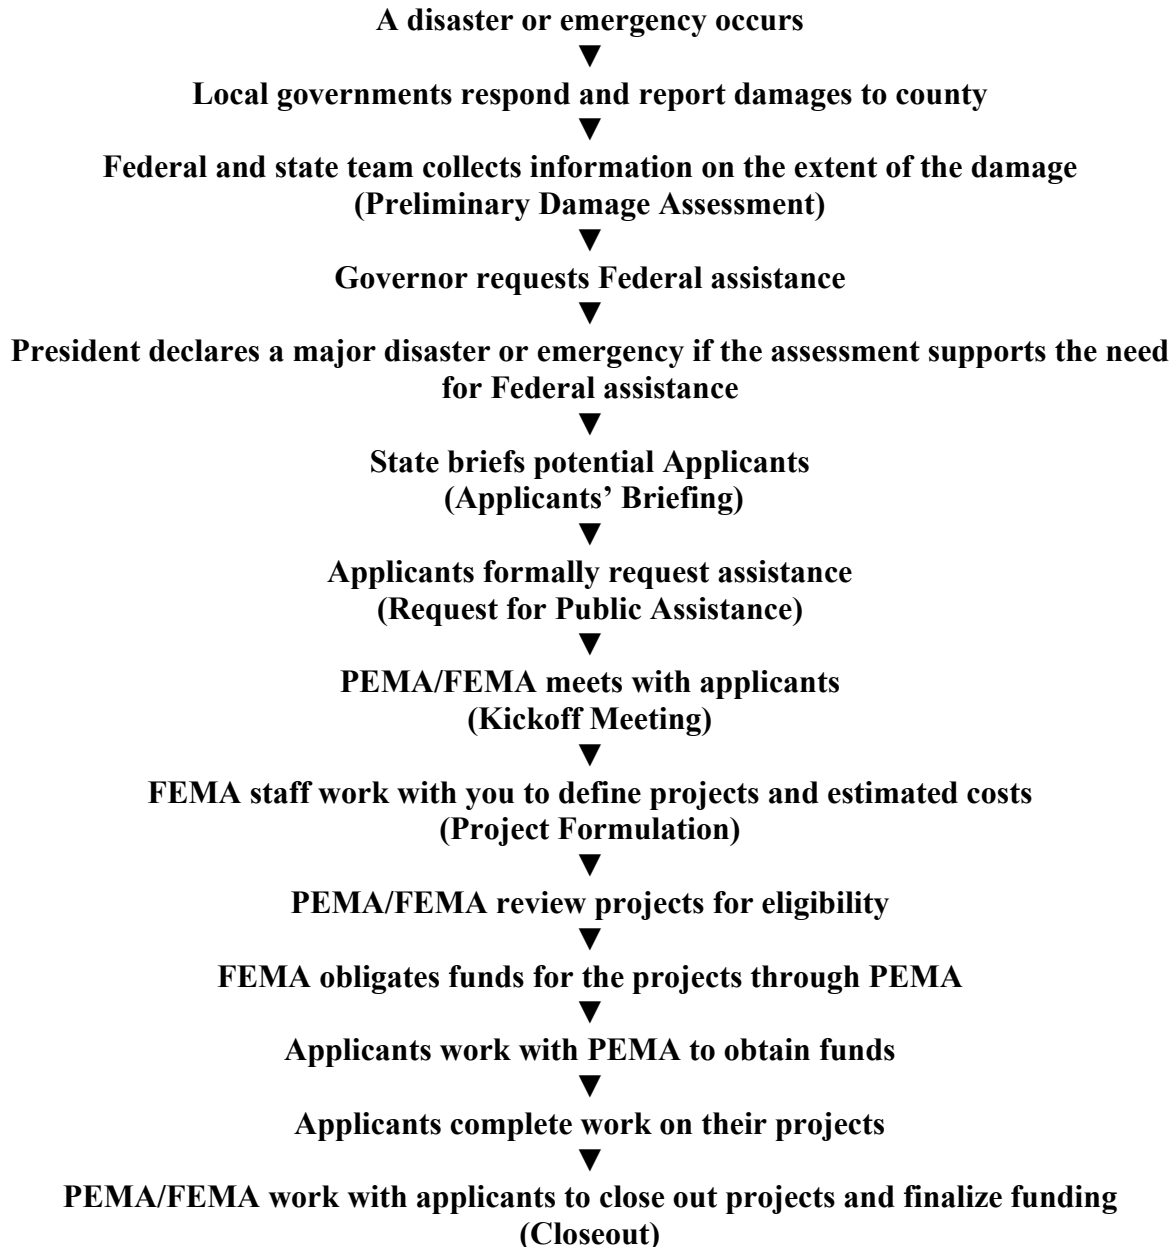 A disaster or emergency occurs
▼
Local governments respond and report damages to county
▼
Federal and state team collects information on the extent of the damage
(Preliminary Damage Assessment)
▼
Governor requests Federal assistance
▼
President declares a major disaster or emergency if the assessment supports the need
for Federal assistance
▼
State briefs potential Applicants
(Applicants’ Briefing)
▼
Applicants formally request assistance
(Request for Public Assistance)
▼
PEMA/FEMA meets with applicants
(Kickoff Meeting)
▼
FEMA staff work with you to define projects and estimated costs
(Project Formulation)
▼
PEMA/FEMA review projects for eligibility
▼
FEMA obligates funds for the projects through PEMA
▼
Applicants work with PEMA to obtain funds
▼
Applicants complete work on their projects
▼
PEMA/FEMA work with applicants to close out projects and finalize funding
(Closeout)